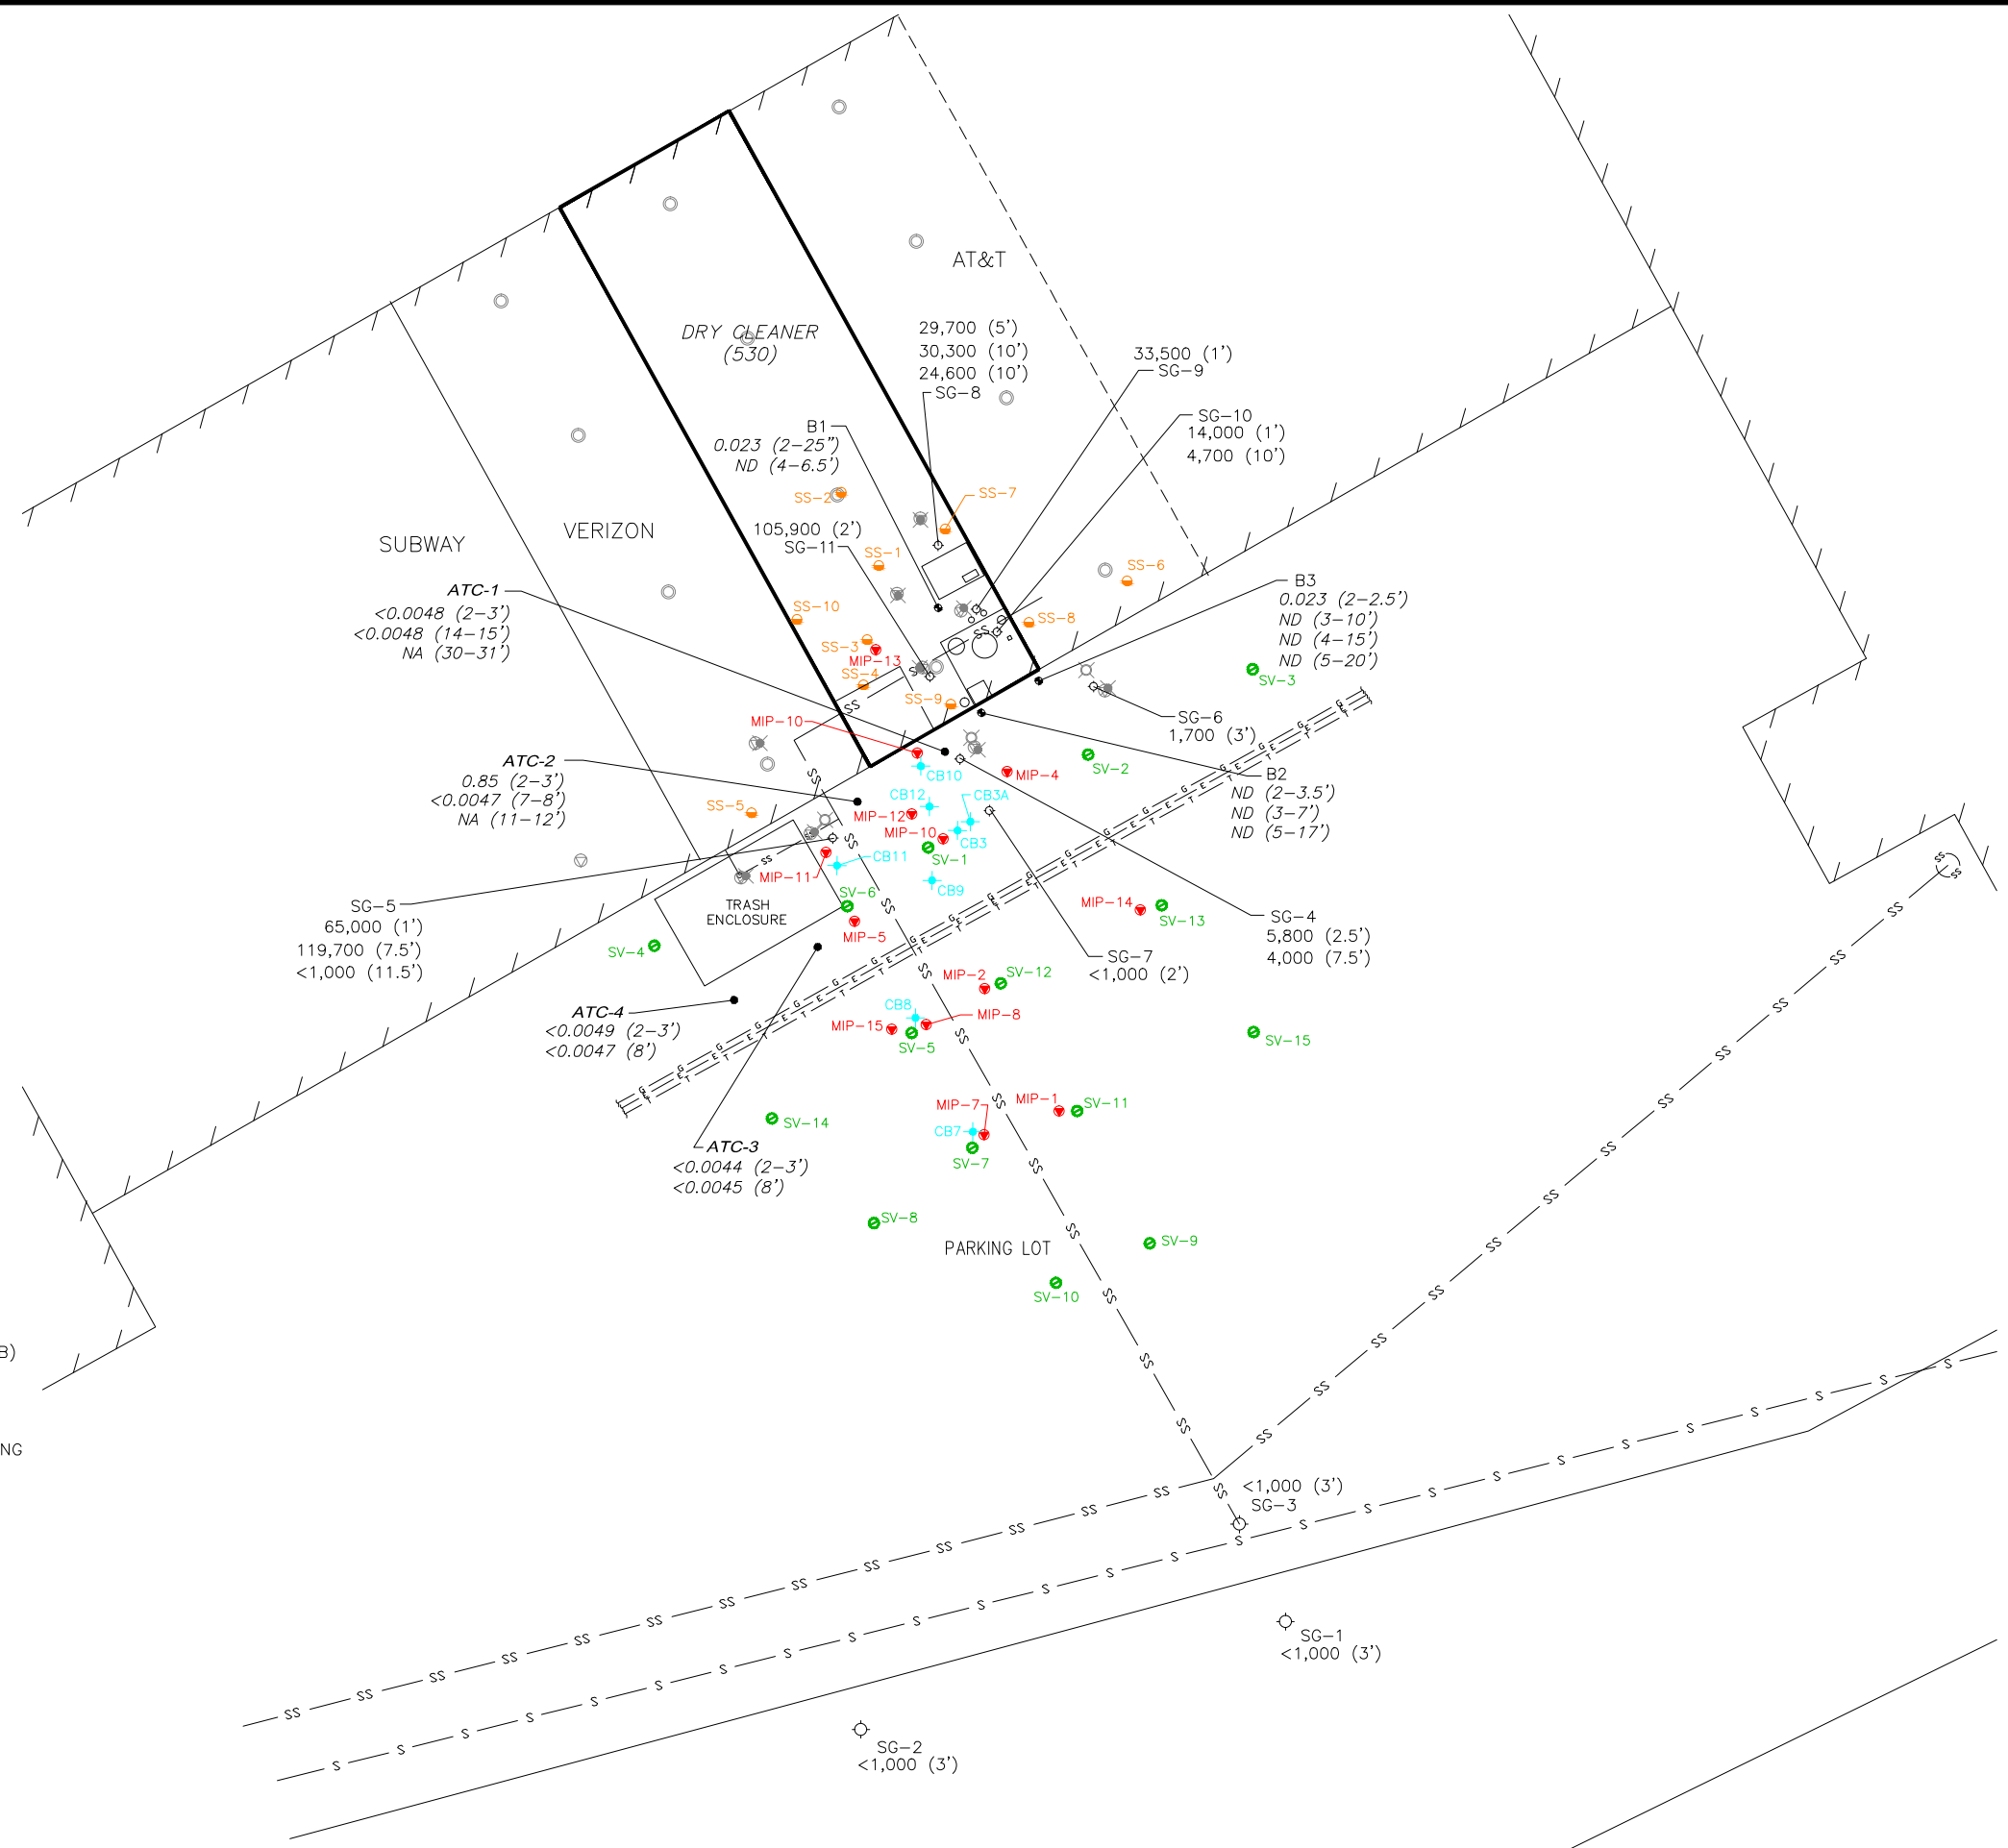 AT&T
DRY CLEANER
(530)
29,700 (5')
30,300 (10')
24,600 (10')
SG-8
33,500 (1')
SG-9
SG-10
14,000 (1')
4,700 (10')
B1
0.023 (2-25")
ND (4-6.5')
SS-2
SS-7
SUBWAY
VERIZON
105,900 (2')
SG-11
SS-1
SS-6
ATC-1
<0.0048 (2-3')
<0.0048 (14-15')
NA (30-31')
SS-10
SS-3
MIP-13
SS-4
SS-8
SS-9
SS
SS
B3
0.023 (2-2.5')
ND (3-10')
ND (4-15')
ND (5-20')
SV-3
MIP-10
SG-6
1,700 (3')
ATC-2
0.85 (2-3')
<0.0047 (7-8')
NA (11-12')
CB10
MIP-4
SV-2
B2
ND (2-3.5')
ND (3-7')
ND (5-17')
SS-5
CB12
CB3A
MIP-12
MIP-10
CB3
SV-1
CB11
MIP-11
CB9
SV-6
TRASH
ENCLOSURE
SG-5
65,000 (1')
119,700 (7.5')
<1,000 (11.5')
MIP-5
SV-4
MIP-14
SV-13
SG-4
5,800 (2.5')
4,000 (7.5')
SG-7
<1,000 (2')
MIP-2
SV-12
ATC-4
<0.0049 (2-3')
<0.0047 (8')
CB8
MIP-15
MIP-8
SV-5
SV-15
MIP-7
MIP-1
SV-11
SV-14
CB7
SV-7
ATC-3
<0.0044 (2-3')
<0.0045 (8')
SV-8
PARKING LOT
SV-9
SV-10
B)
NG
<1,000 (3')
SG-3
SG-1
<1,000 (3')
SG-2
<1,000 (3')